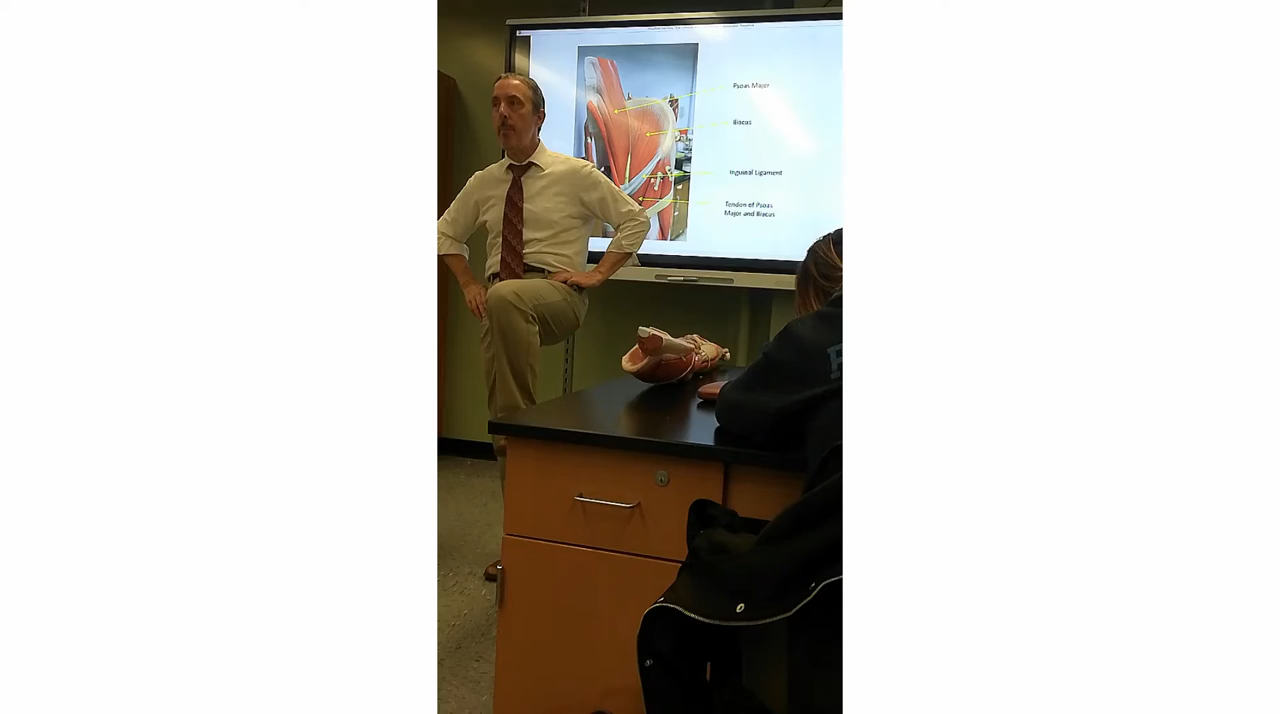 Psoas Major
Iliacus
Inguinal Ligament
Tendon of Psoas
Major and Iliacus